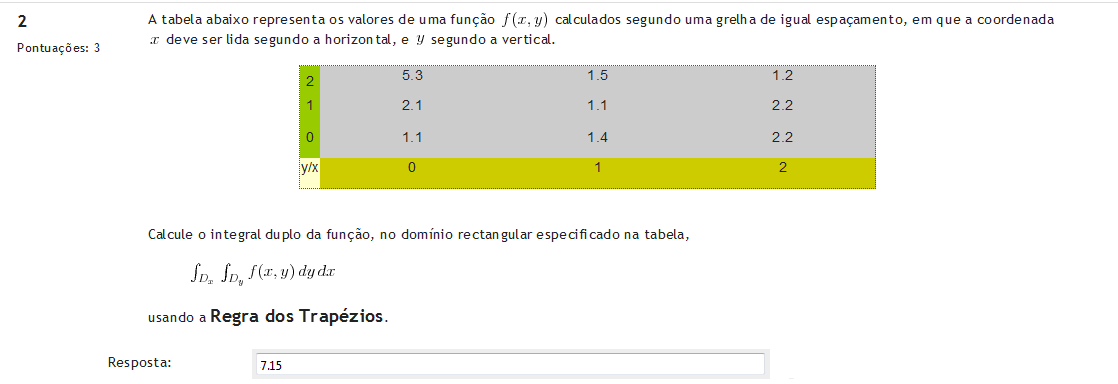 2
Pontuações: 3
A tabela abaixo representa os valores de uma função f(x, y) calculados segundo uma grelha de igual espaçamento, em que a coordenada
x deve ser lida segundo a horizontal, e y segundo a vertical.
2 5.3 1.5 1.2
1 2.1 1.1 2.2
0 1.1 1.4 2.2
y/x 0 1 2
Calcule o integral duplo da função, no domínio rectangular especificado na tabela,
∫_{D_x} ∫_{D_y} f(x, y) dy dx
usando a Regra dos Trapézios.
Resposta: 7.15